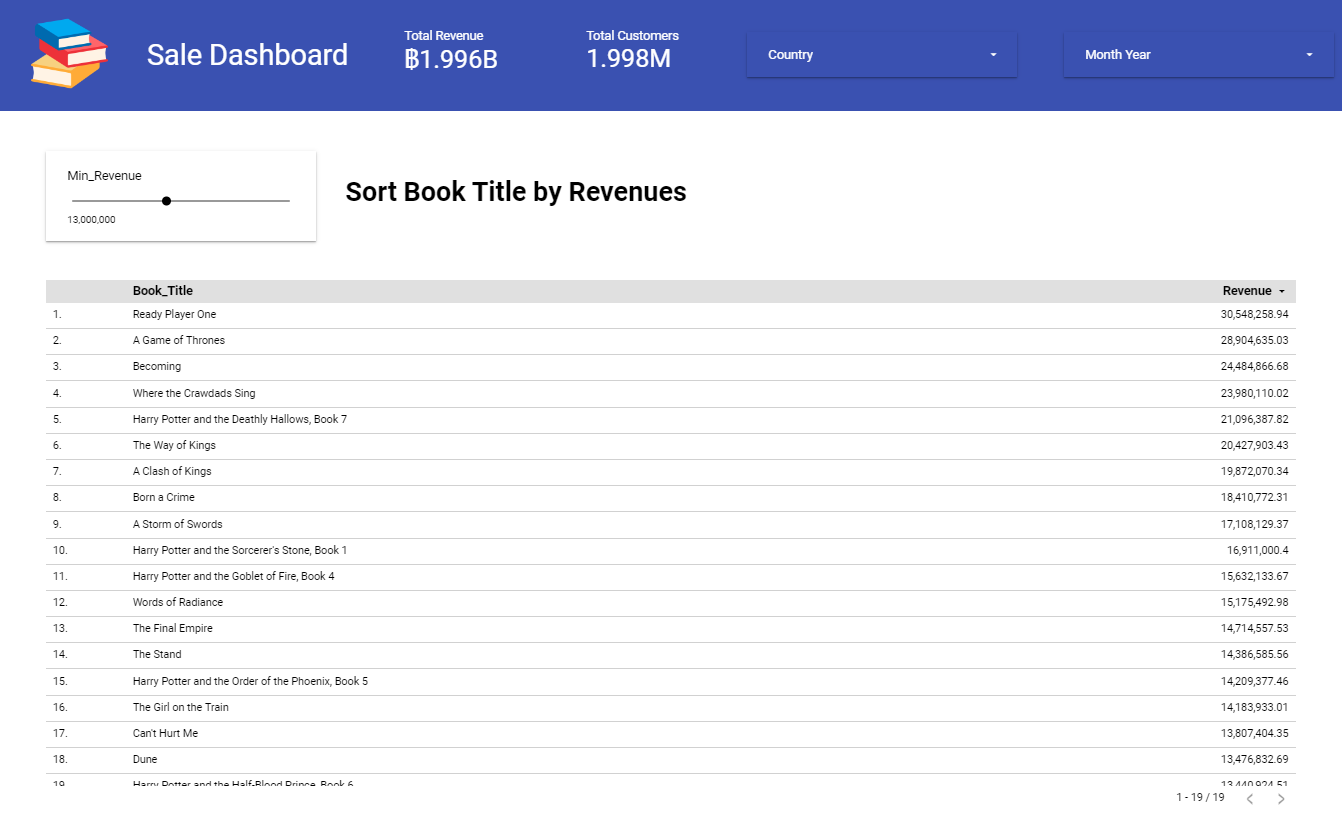 Sale Dashboard
Total Revenue
฿1.996B
Total Customers
1.998M
Country
Month Year
Min_Revenue
13,000,000
Sort Book Title by Revenues
Book_Title Revenue
1. Ready Player One 30,548,258.94
2. A Game of Thrones 28,904,635.03
3. Becoming 24,484,866.68
4. Where the Crawdads Sing 23,980,110.02
5. Harry Potter and the Deathly Hallows, Book 7 21,096,387.82
6. The Way of Kings 20,427,903.43
7. A Clash of Kings 19,872,070.34
8. Born a Crime 18,410,772.31
9. A Storm of Swords 17,108,129.37
10. Harry Potter and the Sorcerer's Stone, Book 1 16,911,000.4
11. Harry Potter and the Goblet of Fire, Book 4 15,632,133.67
12. Words of Radiance 15,175,492.98
13. The Final Empire 14,714,557.53
14. The Stand 14,386,585.56
15. Harry Potter and the Order of the Phoenix, Book 5 14,209,377.46
16. The Girl on the Train 14,183,933.01
17. Can't Hurt Me 13,807,404.35
18. Dune 13,476,832.69
19. Harry Potter and the Half-Blood Prince, Book 6 13,440,924.51
1 - 19 / 19